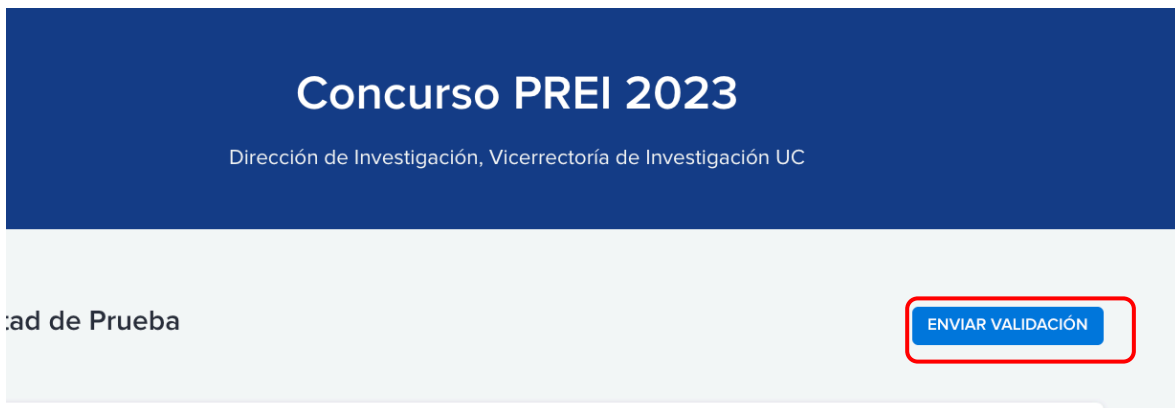 Concurso PREI 2023
Dirección de Investigación, Vicerrectoría de Investigación UC
tad de Prueba
ENVIAR VALIDACIÓN